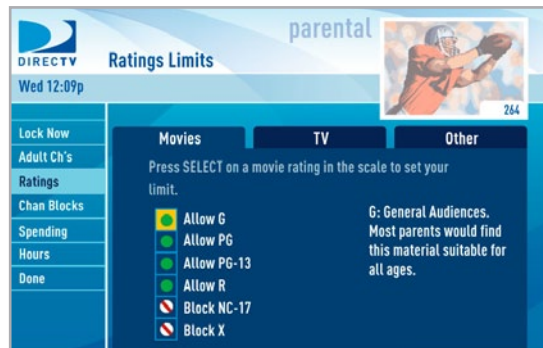 parental
DIRECTV
Ratings Limits
Wed 12:09p
264
Lock Now
Adult Ch's
Ratings
Chan Blocks
Spending
Hours
Done
Movies
TV
Other
Press SELECT on a movie rating in the scale to set your
limit.
Allow G
Allow PG
Allow PG-13
Allow R
Block NC-17
Block X
G: General Audiences.
Most parents would find
this material suitable for
all ages.